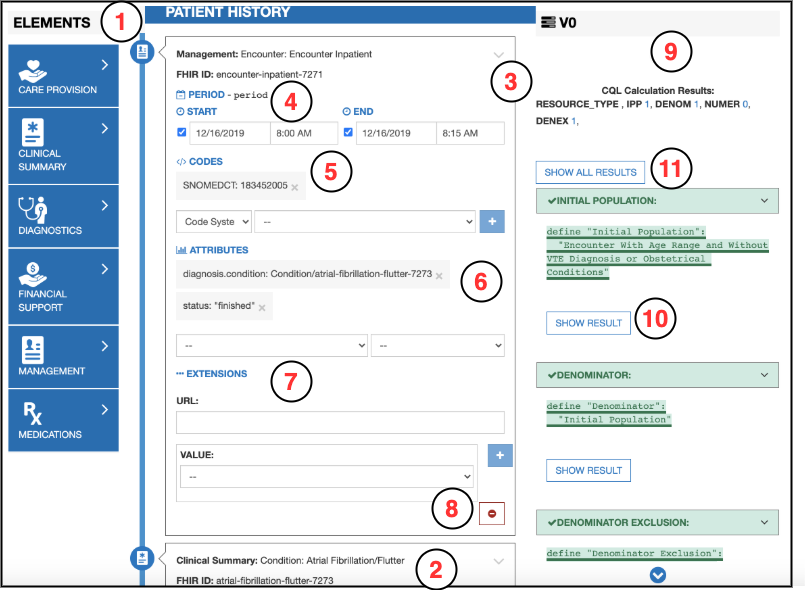 ELEMENTS
1
CARE PROVISION
CLINICAL
SUMMARY
DIAGNOSTICS
FINANCIAL
SUPPORT
MANAGEMENT
Rx
MEDICATIONS
PATIENT HISTORY
Management: Encounter: Encounter Inpatient
3
FHIR ID: encounter-inpatient-7271
PERIOD - period
4
START
END
12/16/2019 8:00 AM
12/16/2019 8:15 AM
</> CODES
5
SNOMEDCT: 183452005 ×
Code Syste
--
+
ATTRIBUTES
diagnosis.condition: Condition/atrial-fibrillation-flutter-7273 ×
6
status: "finished" ×
--
--
EXTENSIONS
7
URL:
VALUE:
+
--
8
Clinical Summary: Condition: Atrial Fibrillation/Flutter
2
FHIR ID: atrial-fibrillation-flutter-7273
V0
9
CQL Calculation Results:
RESOURCE_TYPE , IPP 1, DENOM 1, NUMER 0,
DENEX 1,
SHOW ALL RESULTS
11
✓INITIAL POPULATION:
define "Initial Population":
"Encounter With Age Range and Without
VTE Diagnosis or Obstetrical
Conditions"
SHOW RESULT
10
✓DENOMINATOR:
define "Denominator":
"Initial Population"
SHOW RESULT
✓DENOMINATOR EXCLUSION:
define "Denominator Exclusion":